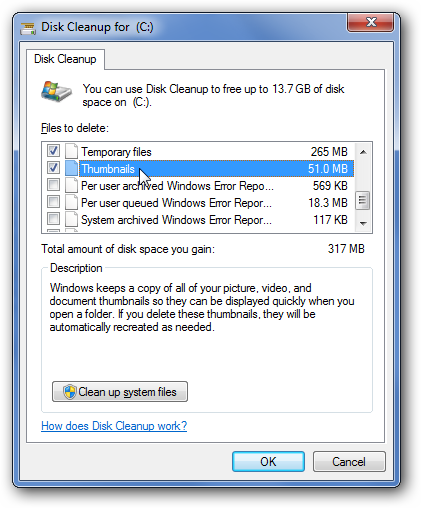 Disk Cleanup for (C:)
Disk Cleanup
You can use Disk Cleanup to free up to 13.7 GB of disk
space on (C:).
Files to delete:
Temporary files 265 MB
Thumbnails 51.0 MB
Per user archived Windows Error Repo... 569 KB
Per user queued Windows Error Repor... 18.3 MB
System archived Windows Error Repor... 117 KB
Total amount of disk space you gain: 317 MB
Description
Windows keeps a copy of all of your picture, video, and
document thumbnails so they can be displayed quickly when you
open a folder. If you delete these thumbnails, they will be
automatically recreated as needed.
Clean up system files
How does Disk Cleanup work?
OK Cancel